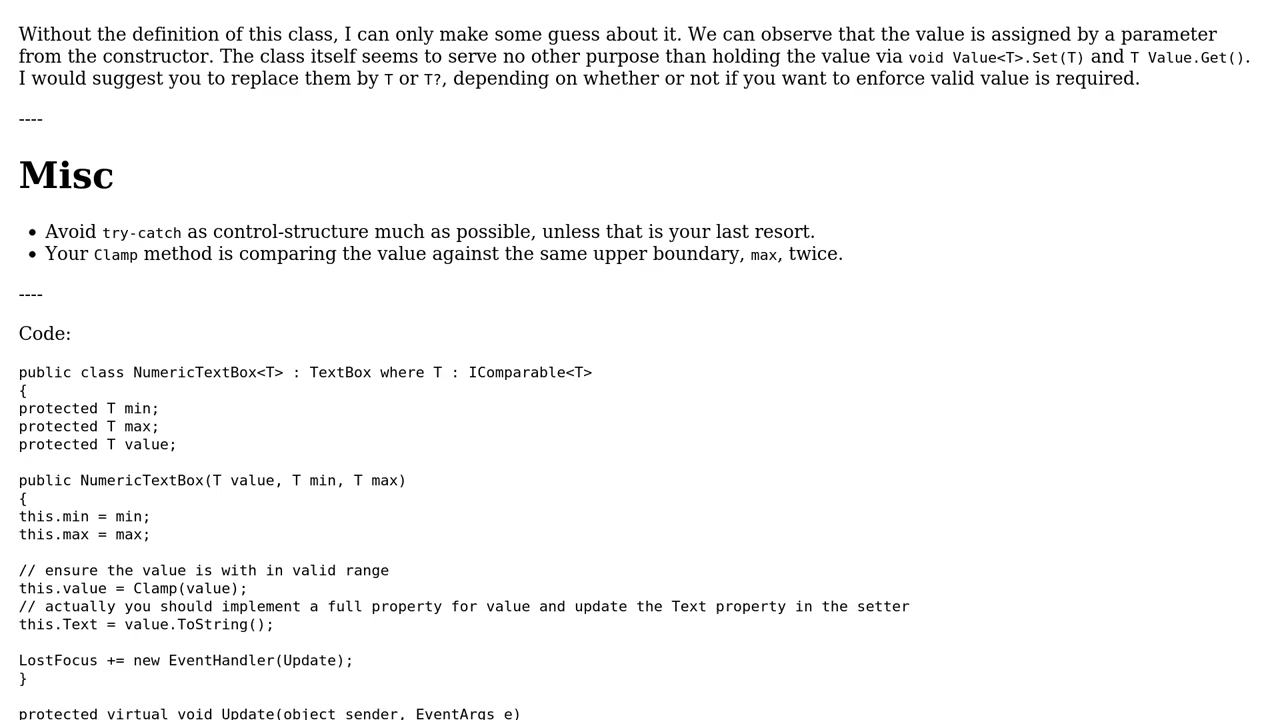 Without the definition of this class, I can only make some guess about it. We can observe that the value is assigned by a parameter
from the constructor. The class itself seems to serve no other purpose than holding the value via void Value<T>.Set(T) and T Value.Get().
I would suggest you to replace them by T or T?, depending on whether or not if you want to enforce valid value is required.
----
Misc
• Avoid try-catch as control-structure much as possible, unless that is your last resort.
• Your Clamp method is comparing the value against the same upper boundary, max, twice.
----
Code:
public class NumericTextBox<T> : TextBox where T : IComparable<T>
{
protected T min;
protected T max;
protected T value;
public NumericTextBox(T value, T min, T max)
{
this.min = min;
this.max = max;
// ensure the value is with in valid range
this.value = Clamp(value);
// actually you should implement a full property for value and update the Text property in the setter
this.Text = value.ToString();
LostFocus += new EventHandler(Update);
}
protected virtual void Update(object sender, EventArgs e)